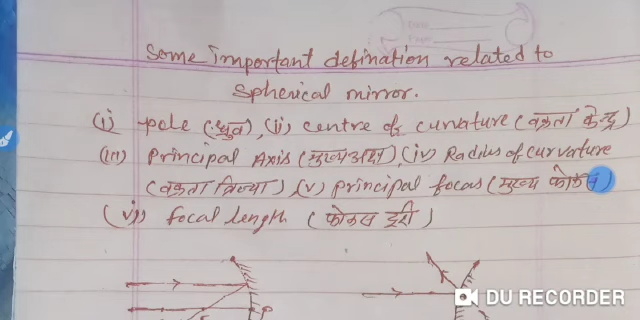 Some important defination related to
Spherical mirror.
(i) pole (ध्रुव), (ii) centre of curvature (वक्रता केन्द्र)
(iii) Principal Axis (मुख्य अक्ष), (iv) Radius of curvature
(वक्रता त्रिज्या), (v) principal focus (मुख्य फोकस)
(vi) focal length (फोकस दूरी)
P
F
DU RECORDER